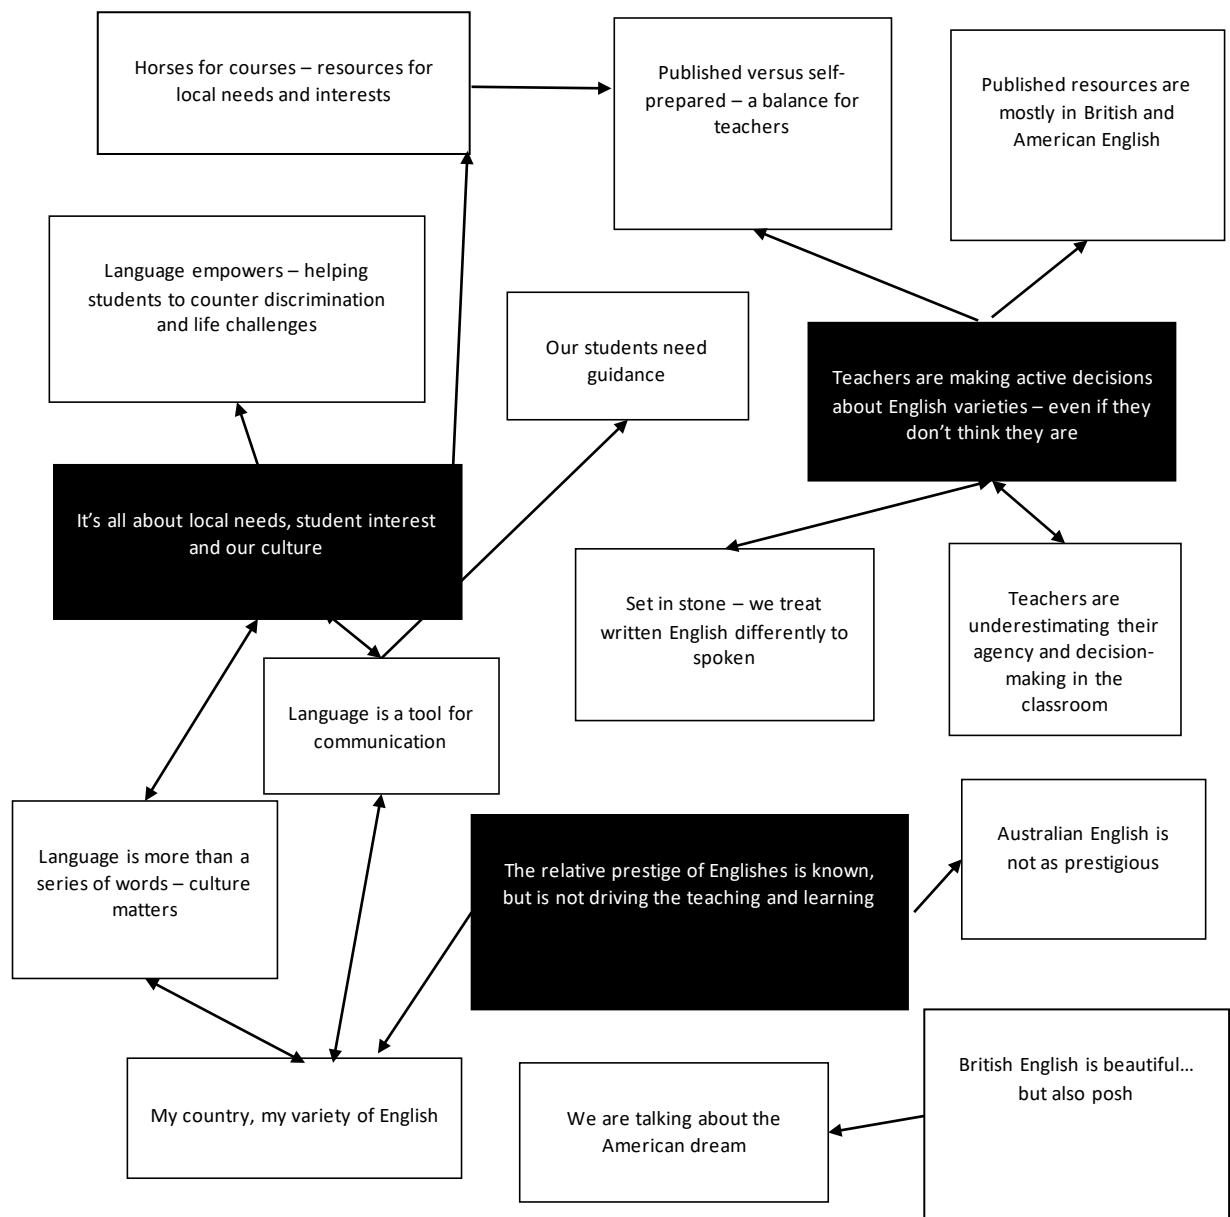 Horses for courses – resources for
local needs and interests
Published versus self-
prepared – a balance for
teachers
Published resources are
mostly in British and
American English
Language empowers – helping
students to counter discrimination
and life challenges
Our students need
guidance
Teachers are making active decisions
about English varieties – even if they
don’t think they are
It’s all about local needs, student interest
and our culture
Set in stone – we treat
written English differently to
spoken
Teachers are
underestimating their
agency and decision-
making in the
classroom
Language is a tool for
communication
Language is more than a
series of words – culture
matters
The relative prestige of Englishes is known,
but is not driving the teaching and learning
Australian English is
not as prestigious
My country, my variety of English
We are talking about the
American dream
British English is beautiful…
but also posh